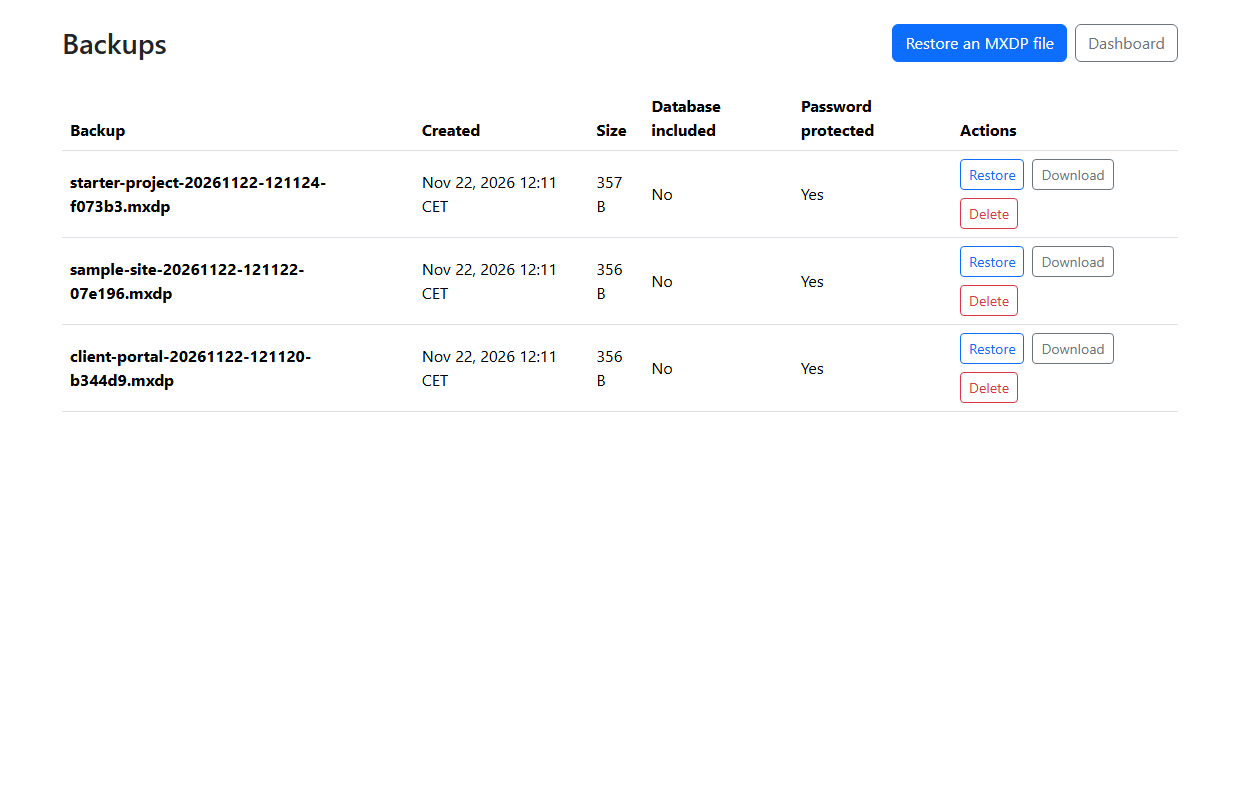 Backups
Restore an MXDP file
Dashboard
Backup
Created
Size
Database
included
Password
protected
Actions
starter-project-20261122-121124-
f073b3.mxdp
Nov 22, 2026 12:11
CET
357
B
No
Yes
Restore
Download
Delete
sample-site-20261122-121122-
07e196.mxdp
Nov 22, 2026 12:11
CET
356
B
No
Yes
Restore
Download
Delete
client-portal-20261122-121120-
b344d9.mxdp
Nov 22, 2026 12:11
CET
356
B
No
Yes
Restore
Download
Delete